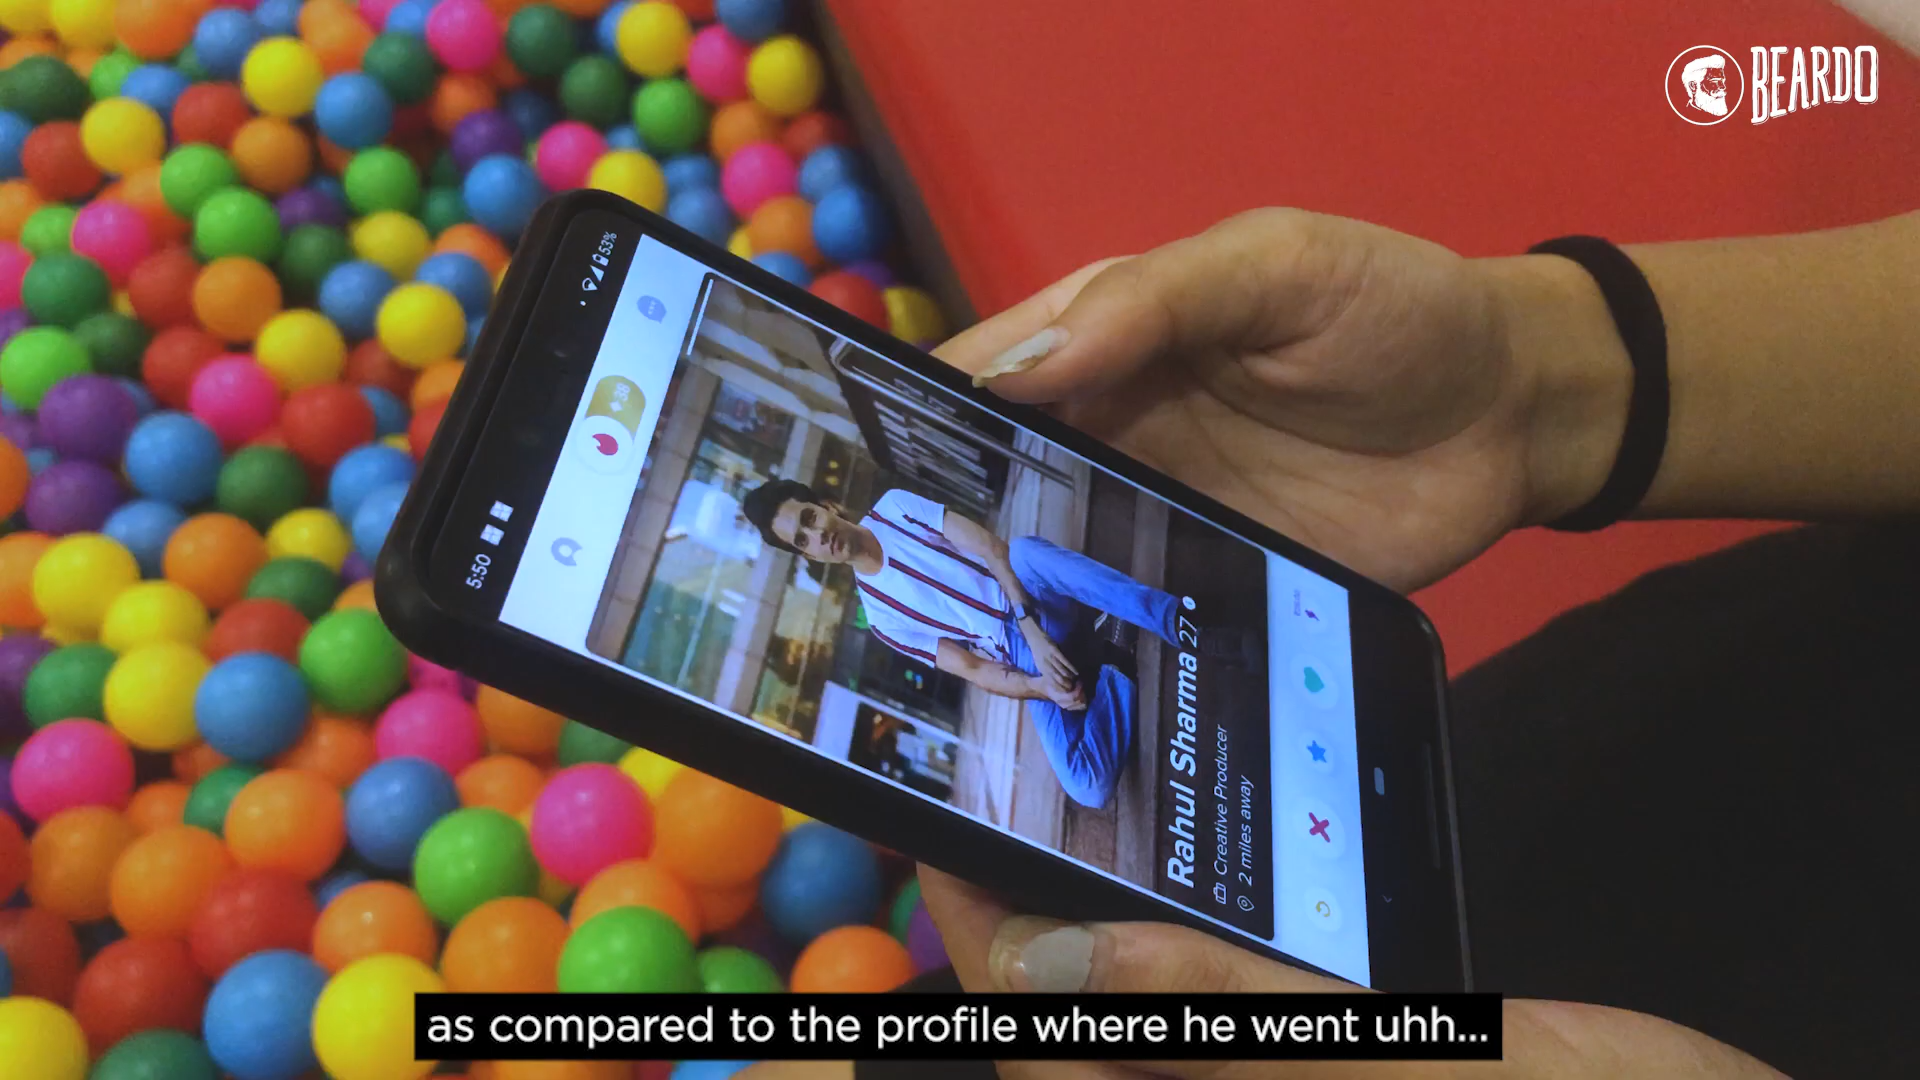 BEARDO
5:50
53%
+38
Rahul Sharma 27
Creative Producer
2 miles away
as compared to the profile where he went uhh...